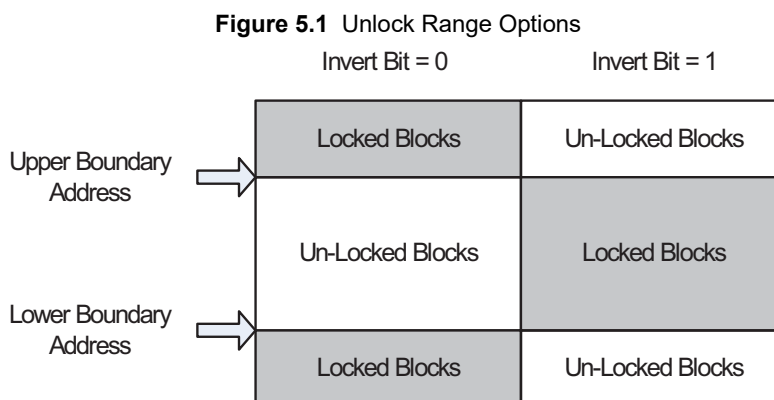 Figure 5.1 Unlock Range Options
Invert Bit = 0
Invert Bit = 1
Locked Blocks
Un-Locked Blocks
Upper Boundary
Address
Un-Locked Blocks
Locked Blocks
Lower Boundary
Address
Locked Blocks
Un-Locked Blocks